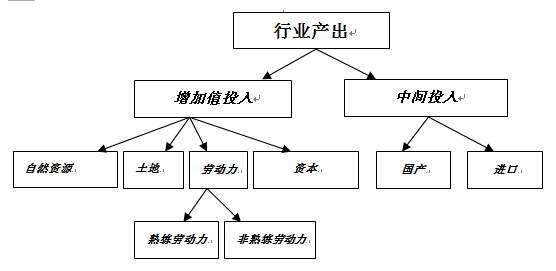 行业产出
增加值投入
中间投入
自然资源
土地
劳动力
资本
国产
进口
熟练劳动力
非熟练劳动力